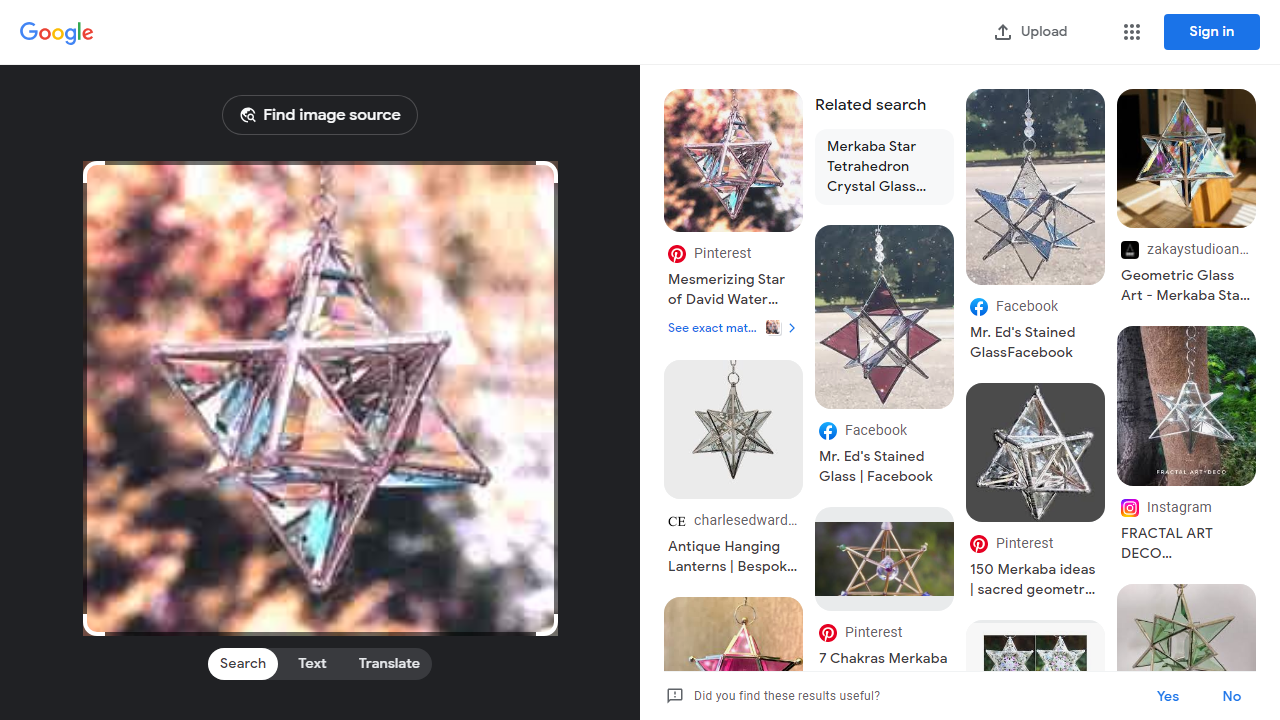 Google
Upload
Sign in
Find image source
Search
Text
Translate
Pinterest
Mesmerizing Star
of David Water...
See exact mat...
CE
charlesedward...
Antique Hanging
Lanterns | Bespok...
Related search
Merkaba Star
Tetrahedron
Crystal Glass...
Facebook
Mr. Ed's Stained
Glass | Facebook
Pinterest
7 Chakras Merkaba
Facebook
Mr. Ed's Stained
GlassFacebook
Pinterest
150 Merkaba ideas
| sacred geometr...
zakaystudioan...
Geometric Glass
Art - Merkaba Sta...
FRACTAL ART•DECO
Instagram
FRACTAL ART
DECO...
Did you find these results useful?
Yes
No